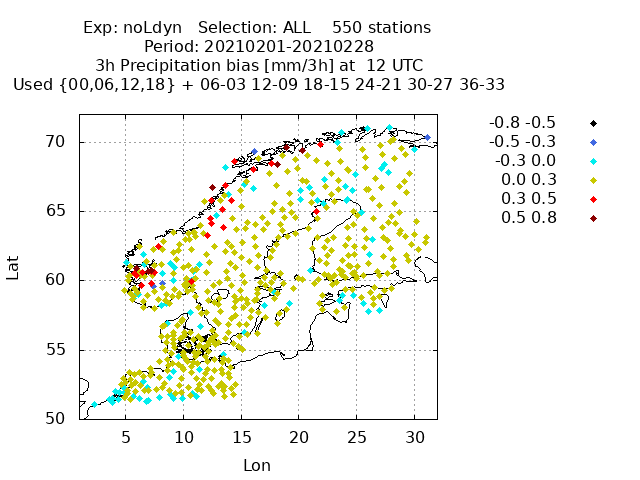 Exp: noLdyn   Selection: ALL    550 stations
Period: 20210201-20210228
3h Precipitation bias [mm/3h] at  12 UTC
Used {00,06,12,18} + 06-03 12-09 18-15 24-21 30-27 36-33
-0.8 -0.5
-0.5 -0.3
-0.3 0.0
0.0 0.3
0.3 0.5
0.5 0.8
70
65
60
55
50
Lat
5 10 15 20 25 30
Lon